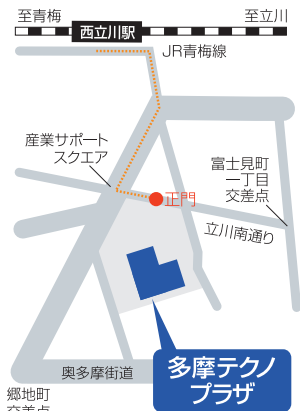 至青梅
西立川駅
至立川
JR青梅線
産業サポート
スクエア
富士見町
一丁目
交差点
正門
立川南通り
奥多摩街道
多摩テクノ
プラザ
郷地町
交差点